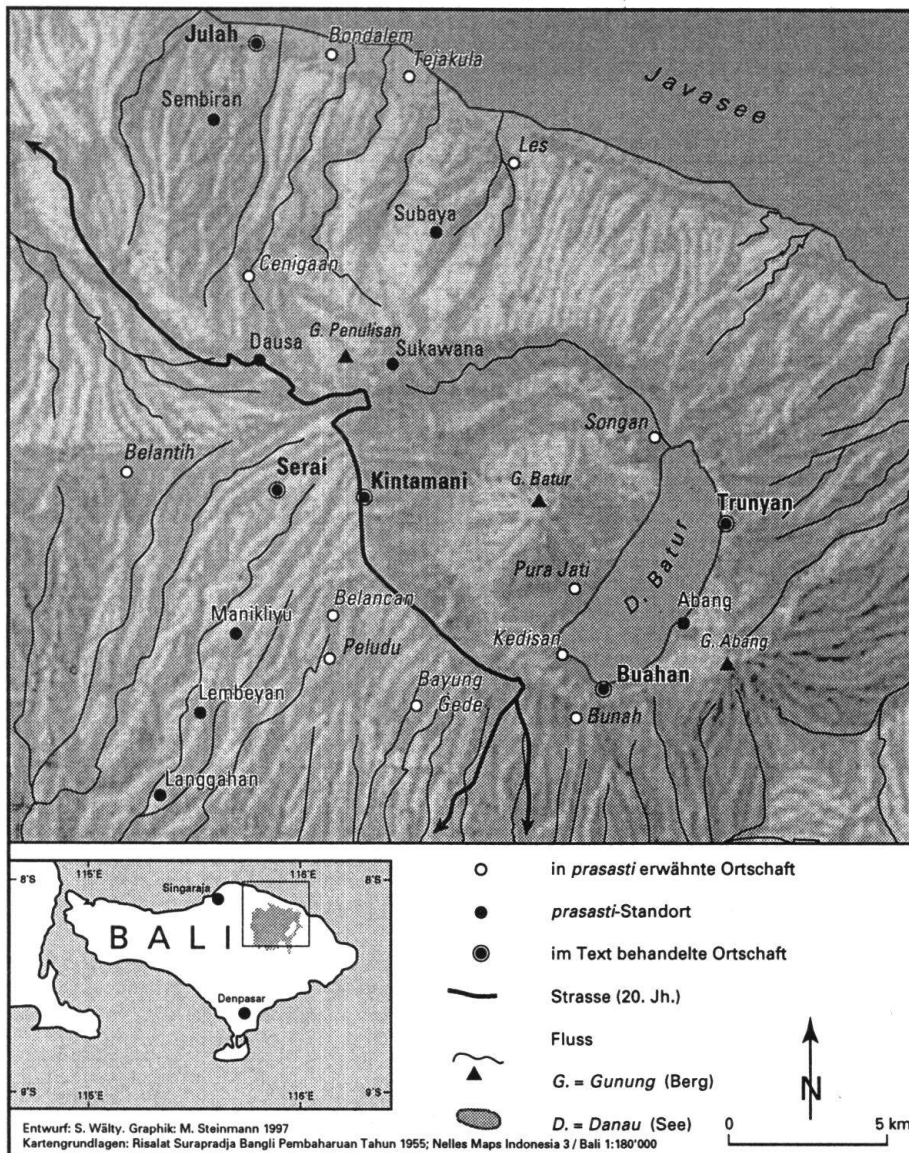 Julah
Bondalem
Tejakula
Javasee
Sembiran
Les
Subaya
Cenigaan
G. Penulisan
Dausa
Sukawana
Songan
Belantih
Serai
Kintamani
G. Batur
Trunyan
D. Batur
Pura Jati
Belancan
Abang
Manikliyu
Kedisan
G. Abang
Peludu
Buahan
Lembeyan
Bayung
Gede
Bunah
Langgahan
8°S
115°E
116°E
8°S
Singaraja
BALI
Denpasar
9°S
115°E
116°E
9°S
in prasasti erwähnte Ortschaft
prasasti-Standort
im Text behandelte Ortschaft
Strasse (20. Jh.)
Fluss
G. = Gunung (Berg)
D. = Danau (See)
N
0 5 km
Entwurf: S. Wälty. Graphik: M. Steinmann 1997
Kartengrundlagen: Risalat Surapradja Bangli Pembaharuan Tahun 1955; Nelles Maps Indonesia 3 / Bali 1:180'000